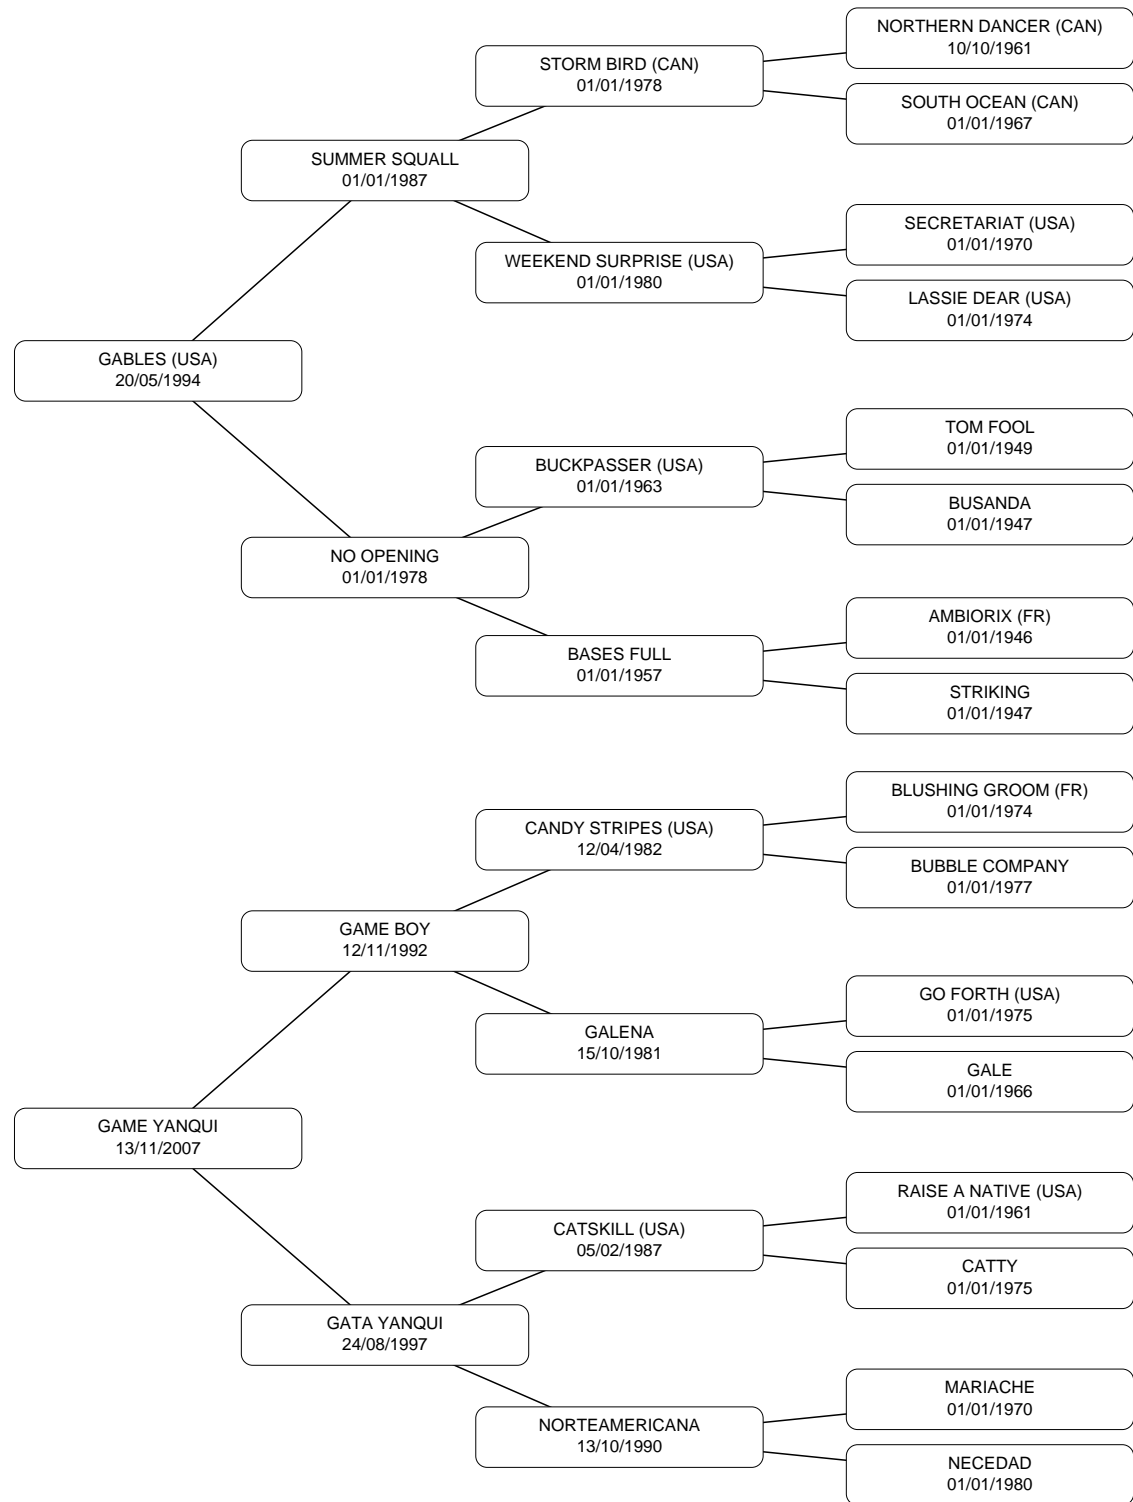 NORTHERN DANCER (CAN)
10/10/1961
STORM BIRD (CAN)
01/01/1978
SOUTH OCEAN (CAN)
01/01/1967
SUMMER SQUALL
01/01/1987
SECRETARIAT (USA)
01/01/1970
WEEKEND SURPRISE (USA)
01/01/1980
LASSIE DEAR (USA)
01/01/1974
GABLES (USA)
20/05/1994
TOM FOOL
01/01/1949
BUCKPASSER (USA)
01/01/1963
BUSANDA
01/01/1947
NO OPENING
01/01/1978
AMBIORIX (FR)
01/01/1946
BASES FULL
01/01/1957
STRIKING
01/01/1947
BLUSHING GROOM (FR)
01/01/1974
CANDY STRIPES (USA)
12/04/1982
BUBBLE COMPANY
01/01/1977
GAME BOY
12/11/1992
GO FORTH (USA)
01/01/1975
GALENA
15/10/1981
GALE
01/01/1966
GAME YANQUI
13/11/2007
RAISE A NATIVE (USA)
01/01/1961
CATSKILL (USA)
05/02/1987
CATTY
01/01/1975
GATA YANQUI
24/08/1997
MARIACHE
01/01/1970
NORTEAMERICANA
13/10/1990
NECEDAD
01/01/1980